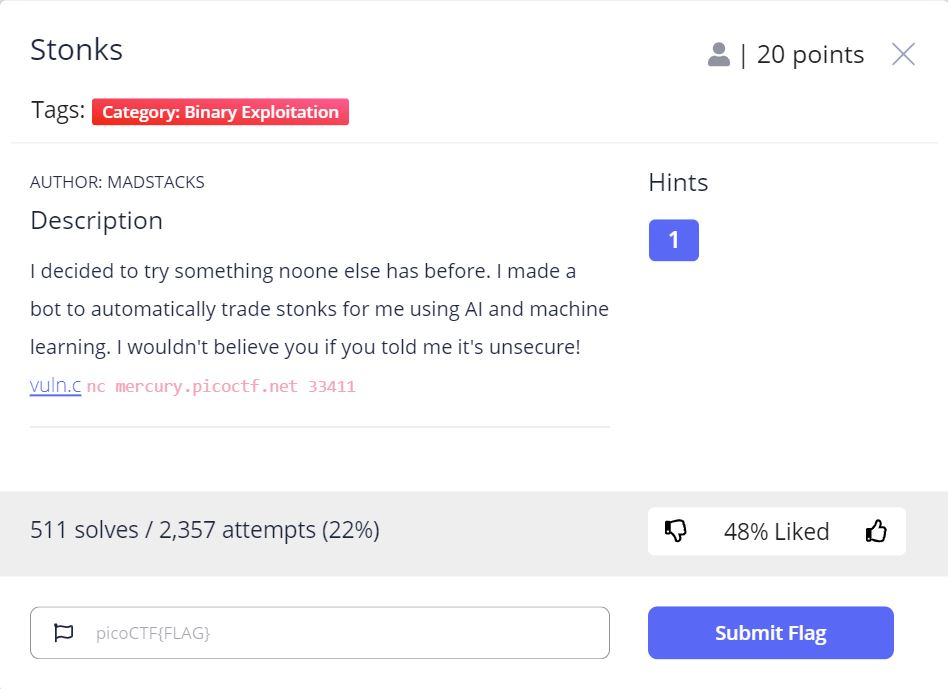 Stonks
| 20 points
Tags: Category: Binary Exploitation
AUTHOR: MADSTACKS
Description
I decided to try something noone else has before. I made a
bot to automatically trade stonks for me using AI and machine
learning. I wouldn't believe you if you told me it's unsecure!
vuln.c nc mercury.picoctf.net 33411
Hints
1
511 solves / 2,357 attempts (22%)
48% Liked
picoCTF{FLAG}
Submit Flag